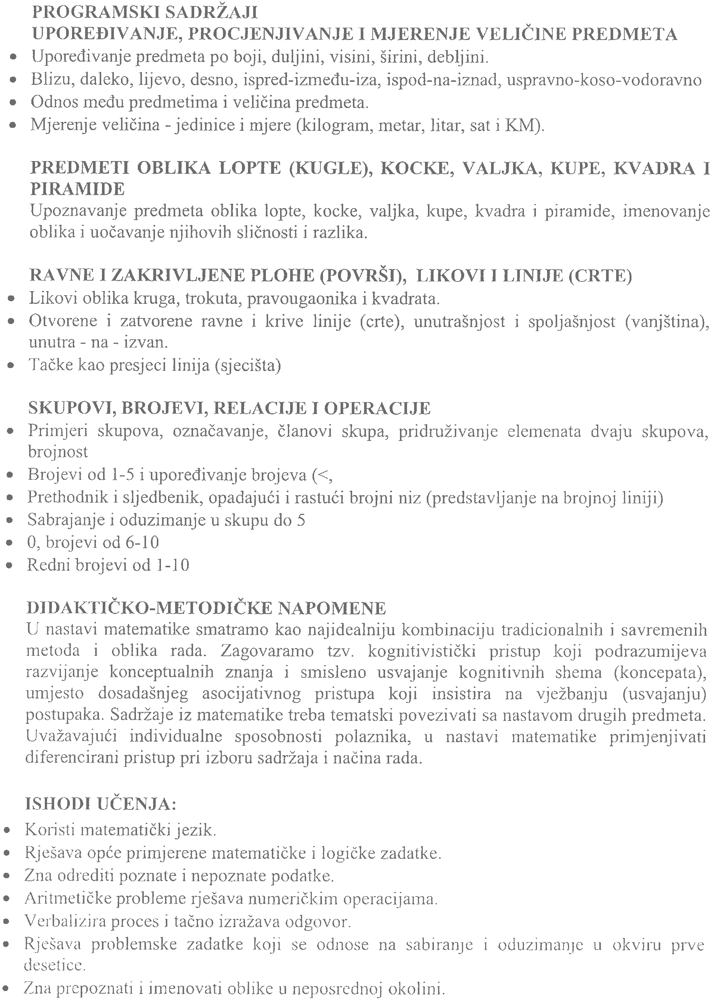 PROGRAMSKI SADRŽAJI
UPOREĐIVANJE, PROCJENJIVANJE I MJERENJE VELIČINE PREDMETA
• Upoređivanje predmeta po boji, duljini, visini, širini, debljini.
• Blizu, daleko, lijevo, desno, ispred-između-iza, ispod-na-iznad, uspravno-koso-vodoravno
• Odnos među predmetima i veličina predmeta.
• Mjerenje veličina - jedinice i mjere (kilogram, metar, litar, sat i KM).
PREDMETI OBLIKA LOPTE (KUGLE), KOCKE, VALJKA, KUPE, KVADRA I
PIRAMIDE
Upoznavanje predmeta oblika lopte, kocke, valjka, kupe, kvadra i piramide, imenovanje
oblika i uočavanje njihovih sličnosti i razlika.
RAVNE I ZAKRIVLJENE PLOHE (POVRŠI), LIKOVI I LINIJE (CRTE)
• Likovi oblika kruga, trokuta, pravougaonika i kvadrata.
• Otvorene i zatvorene ravne i krive linije (crte), unutrašnjost i spoljašnjost (vanjština),
unutra - na - izvan.
• Tačke kao presjeci linija (sjecišta)
SKUPOVI, BROJEVI, RELACIJE I OPERACIJE
• Primjeri skupova, označavanje, članovi skupa, pridruživanje elemenata dvaju skupova,
brojnost
• Brojevi od 1-5 i upoređivanje brojeva (<,
• Prethodnik i sljedbenik, opadajući i rastući brojni niz (predstavljanje na brojnoj liniji)
• Sabrajanje i oduzimanje u skupu do 5
• 0, brojevi od 6-10
• Redni brojevi od 1-10
DIDAKTIČKO-METODIČKE NAPOMENE
U nastavi matematike smatramo kao najidealniju kombinaciju tradicionalnih i savremenih
metoda i oblika rada. Zagovaramo tzv. kognitivistički pristup koji podrazumijeva
razvijanje konceptualnih znanja i smisleno usvajanje kognitivnih shema (koncepata),
umjesto dosadašnjeg asocijativnog pristupa koji insistira na vježbanju (usvajanju)
postupaka. Sadržaje iz matematike treba tematski povezivati sa nastavom drugih predmeta.
Uvažavajući individualne sposobnosti polaznika, u nastavi matematike primjenjivati
diferencirani pristup pri izboru sadržaja i načina rada.
ISHODI UČENJA:
• Koristi matematički jezik.
• Rješava opće primjerene matematičke i logičke zadatke.
• Zna odrediti poznate i nepoznate podatke.
• Aritmetičke probleme rješava numeričkim operacijama.
• Verbalizira proces i tačno izražava odgovor.
• Rješava problemske zadatke koji se odnose na sabiranje i oduzimanje u okviru prve
desetice.
• Zna prepoznati i imenovati oblike u neposrednoj okolini.